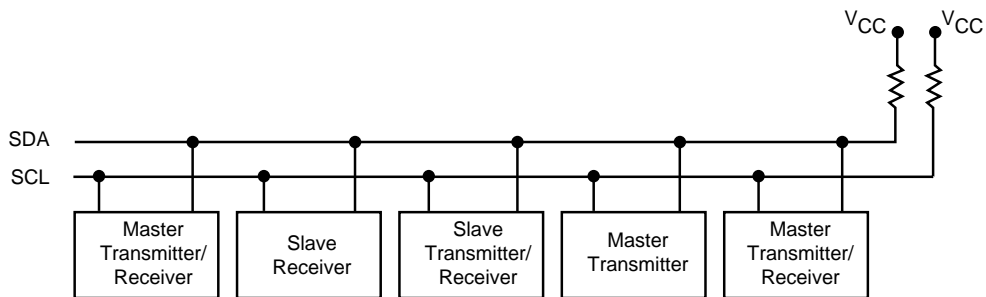 VCC
VCC
SDA
SCL
Master
Transmitter/
Receiver
Slave
Receiver
Slave
Transmitter/
Receiver
Master
Transmitter
Master
Transmitter/
Receiver